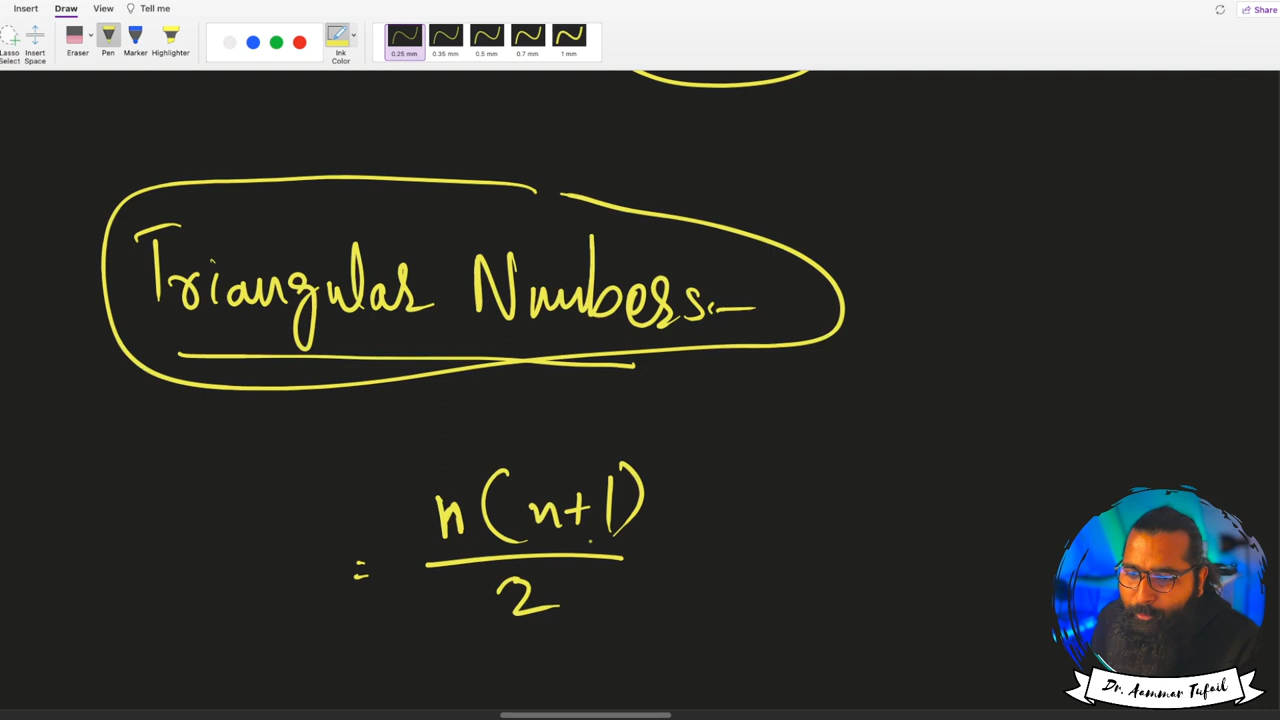 Insert Draw View Tell me
Share
Lasso Select
Insert Space
Eraser
Pen
Marker
Highlighter
Ink Color
0.25 mm
0.35 mm
0.5 mm
0.7 mm
1 mm
Triangular Numbers:-
n(n+1)
=
2
Dr. Aammar Tufail